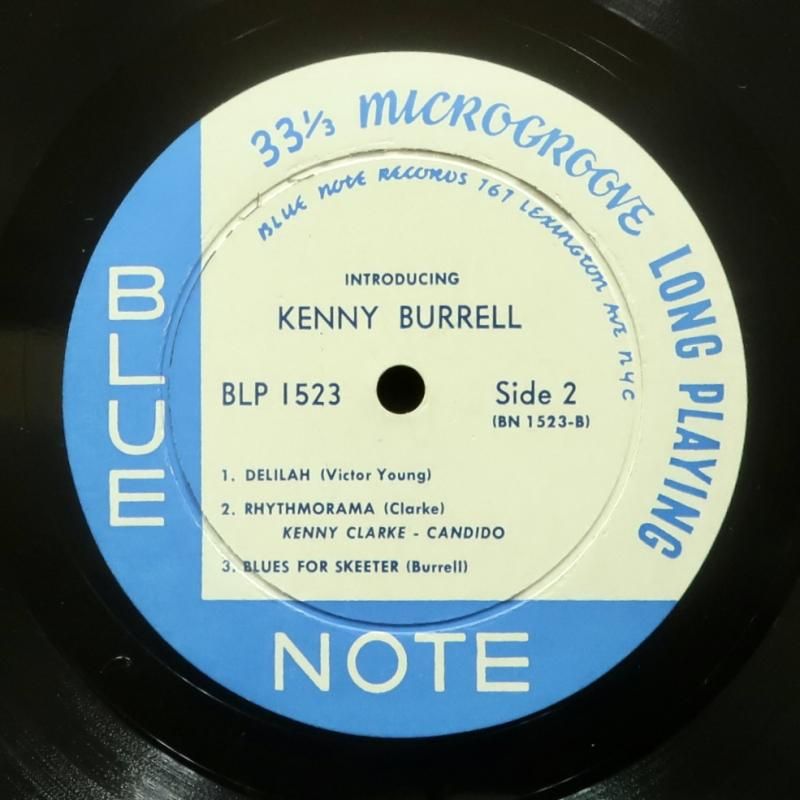 33⅓ MICROGROOVE LONG PLAYING
BLUE NOTE RECORDS 767 LEXINGTON AVE NYC
INTRODUCING
KENNY BURRELL
BLP 1523
Side 2
(BN 1523-B)
1. DELILAH (Victor Young)
2. RHYTHMORAMA (Clarke)
KENNY CLARKE - CANDIDO
3. BLUES FOR SKEETER (Burrell)
BLUE
NOTE